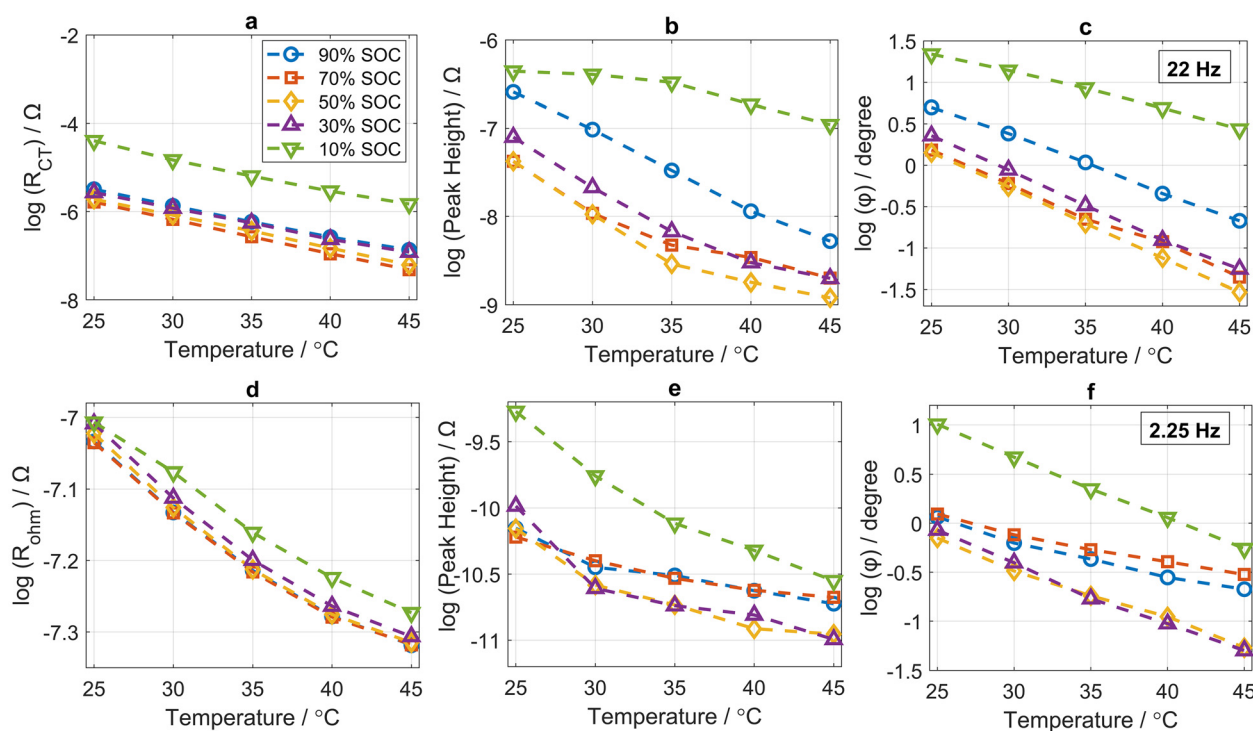 a
-2
-4
-6
-8
25 30 35 40 45
log (R_CT) / Ω
Temperature / °C
90% SOC
70% SOC
50% SOC
30% SOC
10% SOC
b
-6
-7
-8
-9
25 30 35 40 45
log (Peak Height) / Ω
Temperature / °C
c
22 Hz
1.5
1
0.5
0
-0.5
-1
-1.5
25 30 35 40 45
log (φ) / degree
Temperature / °C
d
-7
-7.1
-7.2
-7.3
25 30 35 40 45
log (R_ohm) / Ω
Temperature / °C
e
-9.5
-10
-10.5
-11
25 30 35 40 45
log (Peak Height) / Ω
Temperature / °C
f
2.25 Hz
1
0.5
0
-0.5
-1
-1.5
25 30 35 40 45
log (φ) / degree
Temperature / °C